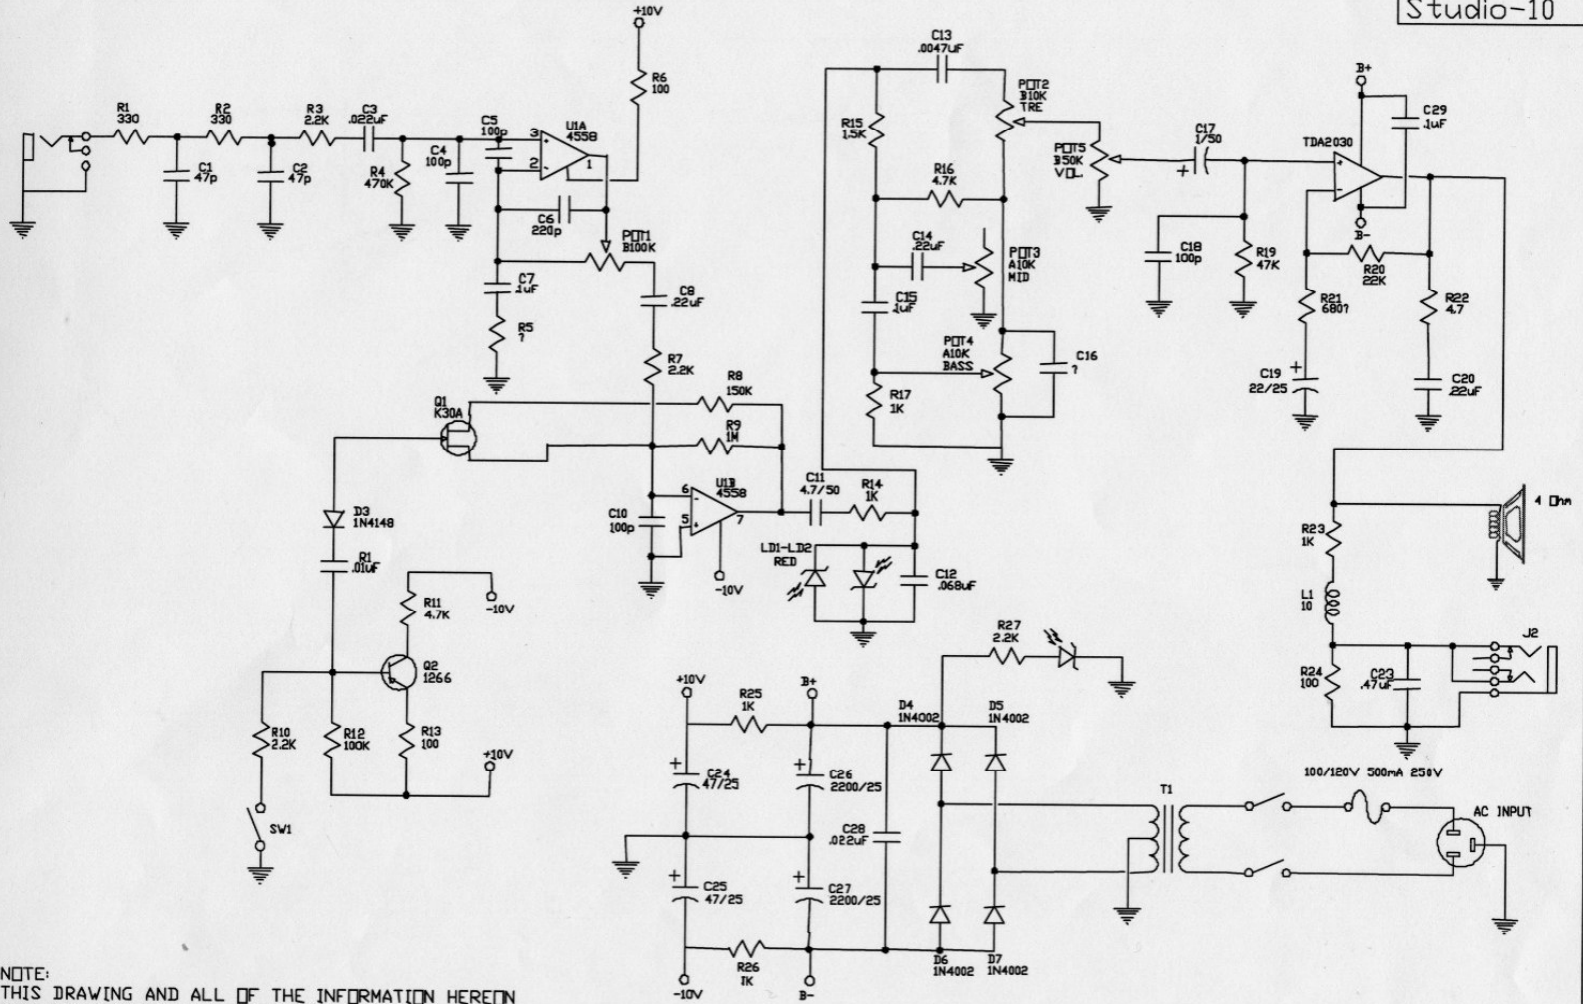 Studio-10
+10V
R6
100
C13
.0047uF
POT2
B10K
TRE
B+
C29
.1uF
R1
330
R2
330
R3
2.2K
C3
.022uF
C5
100p
U1A
4558
3
2
1
+
-
C4
100p
C1
47p
C2
47p
R4
470K
R15
1.5K
R16
4.7K
POT5
B50K
VOL.
C17
1/50
+
TDA2030
+
-
B-
C6
220p
POT1
B100K
C14
.22uF
POT3
A10K
MID
C18
100p
R19
47K
R20
22K
C7
.1uF
C8
.22uF
C15
.1uF
R21
680?
R22
4.7
R5
?
R7
2.2K
POT4
A10K
BASS
C16
?
R8
150K
R17
1K
C19
22/25
+
C20
.22uF
Q1
K30A
R9
1M
U1B
4558
6
5
7
-
+
C10
100p
C11
4.7/50
R14
1K
D3
1N4148
R1
.01uF
LD1-LD2
RED
C12
.068uF
-10V
4 Ohm
R23
1K
L1
10
R11
4.7K
-10V
Q2
1266
R27
2.2K
J2
R24
100
C23
.47uF
+10V
R25
1K
B+
D4
1N4002
D5
1N4002
R10
2.2K
R12
100K
R13
100
+10V
SW1
+
C24
47/25
+
C26
2200/25
C28
.022uF
T1
100/120V 500mA 250V
AC INPUT
+
C25
47/25
+
C27
2200/25
R26
1K
D6
1N4002
D7
1N4002
-10V
B-
NOTE:
THIS DRAWING AND ALL OF THE INFORMATION HEREON